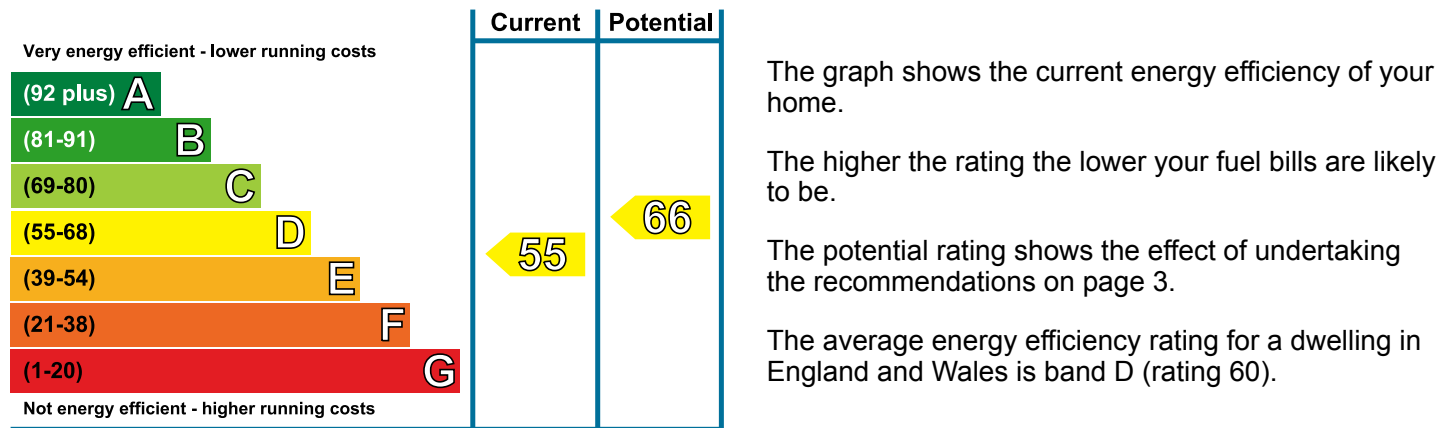 Current Potential
Very energy efficient - lower running costs
(92 plus) A
(81-91) B
(69-80) C
(55-68) D
(39-54) E
(21-38) F
(1-20) G
Not energy efficient - higher running costs
55
66
The graph shows the current energy efficiency of your
home.
The higher the rating the lower your fuel bills are likely
to be.
The potential rating shows the effect of undertaking
the recommendations on page 3.
The average energy efficiency rating for a dwelling in
England and Wales is band D (rating 60).